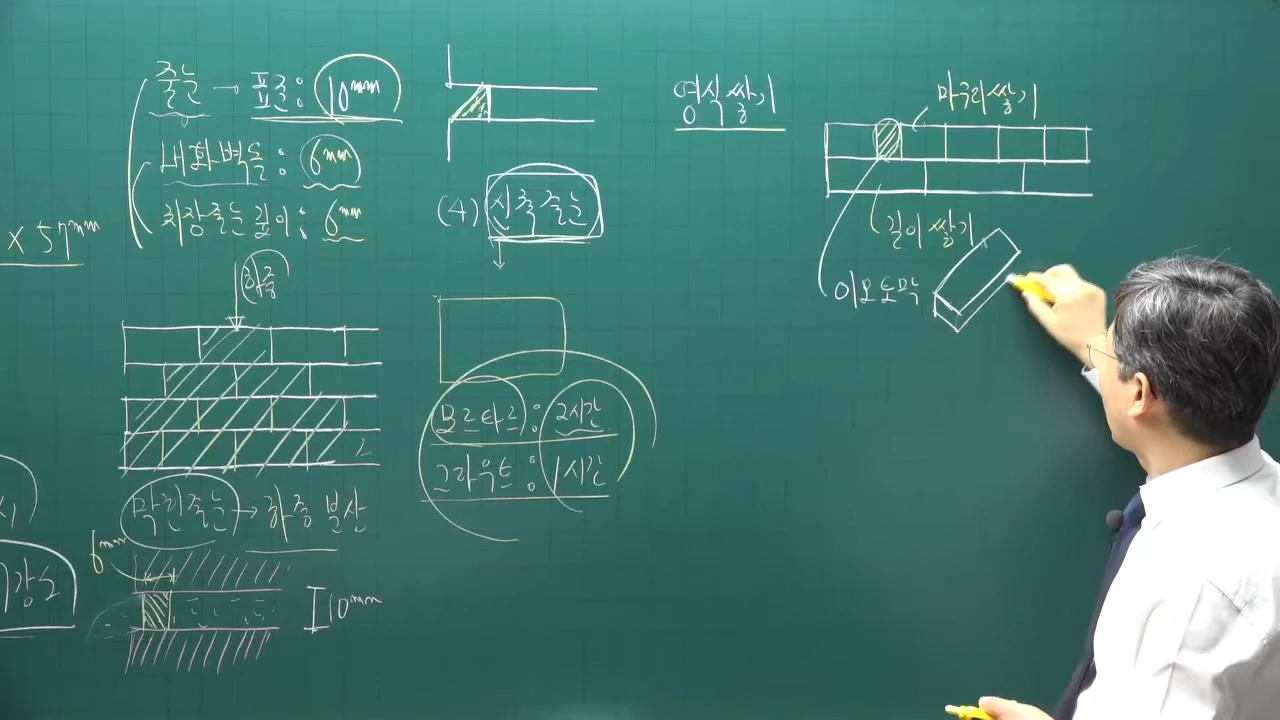 줄눈 → 표준: 10mm
내화벽돌: 6mm
치장줄눈 깊이: 6mm
x 57mm
하중
막힌줄눈 → 하중 분산
6mm
10mm
강도
(4) 신축줄눈
모르타르: 2시간
그라우트: 1시간
영식 쌓기
마구리쌓기
길이 쌓기
이오토막